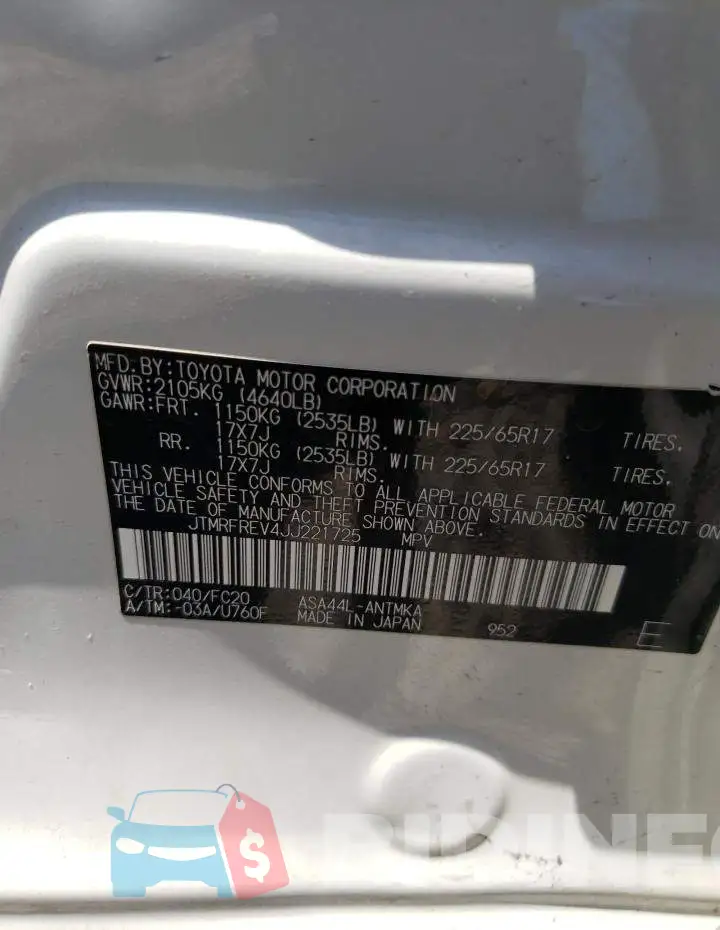 MFD.BY:TOYOTA MOTOR CORPORATION
GVWR:2105KG (4640LB)
GAWR:FRT. 1150KG (2535LB) WITH 225/65R17 TIRES.
17X7J RIMS.
RR. 1150KG (2535LB) WITH 225/65R17 TIRES.
17X7J RIMS.
THIS VEHICLE CONFORMS TO ALL APPLICABLE FEDERAL MOTOR
VEHICLE SAFETY AND THEFT PREVENTION STANDARDS IN EFFECT ON
THE DATE OF MANUFACTURE SHOWN ABOVE.
JTMRFREV4JJ221725 MPV
C/TR:040/FC20 ASA44L-ANTMKA
A/TM:-03A/U760F MADE IN JAPAN 952 E
$